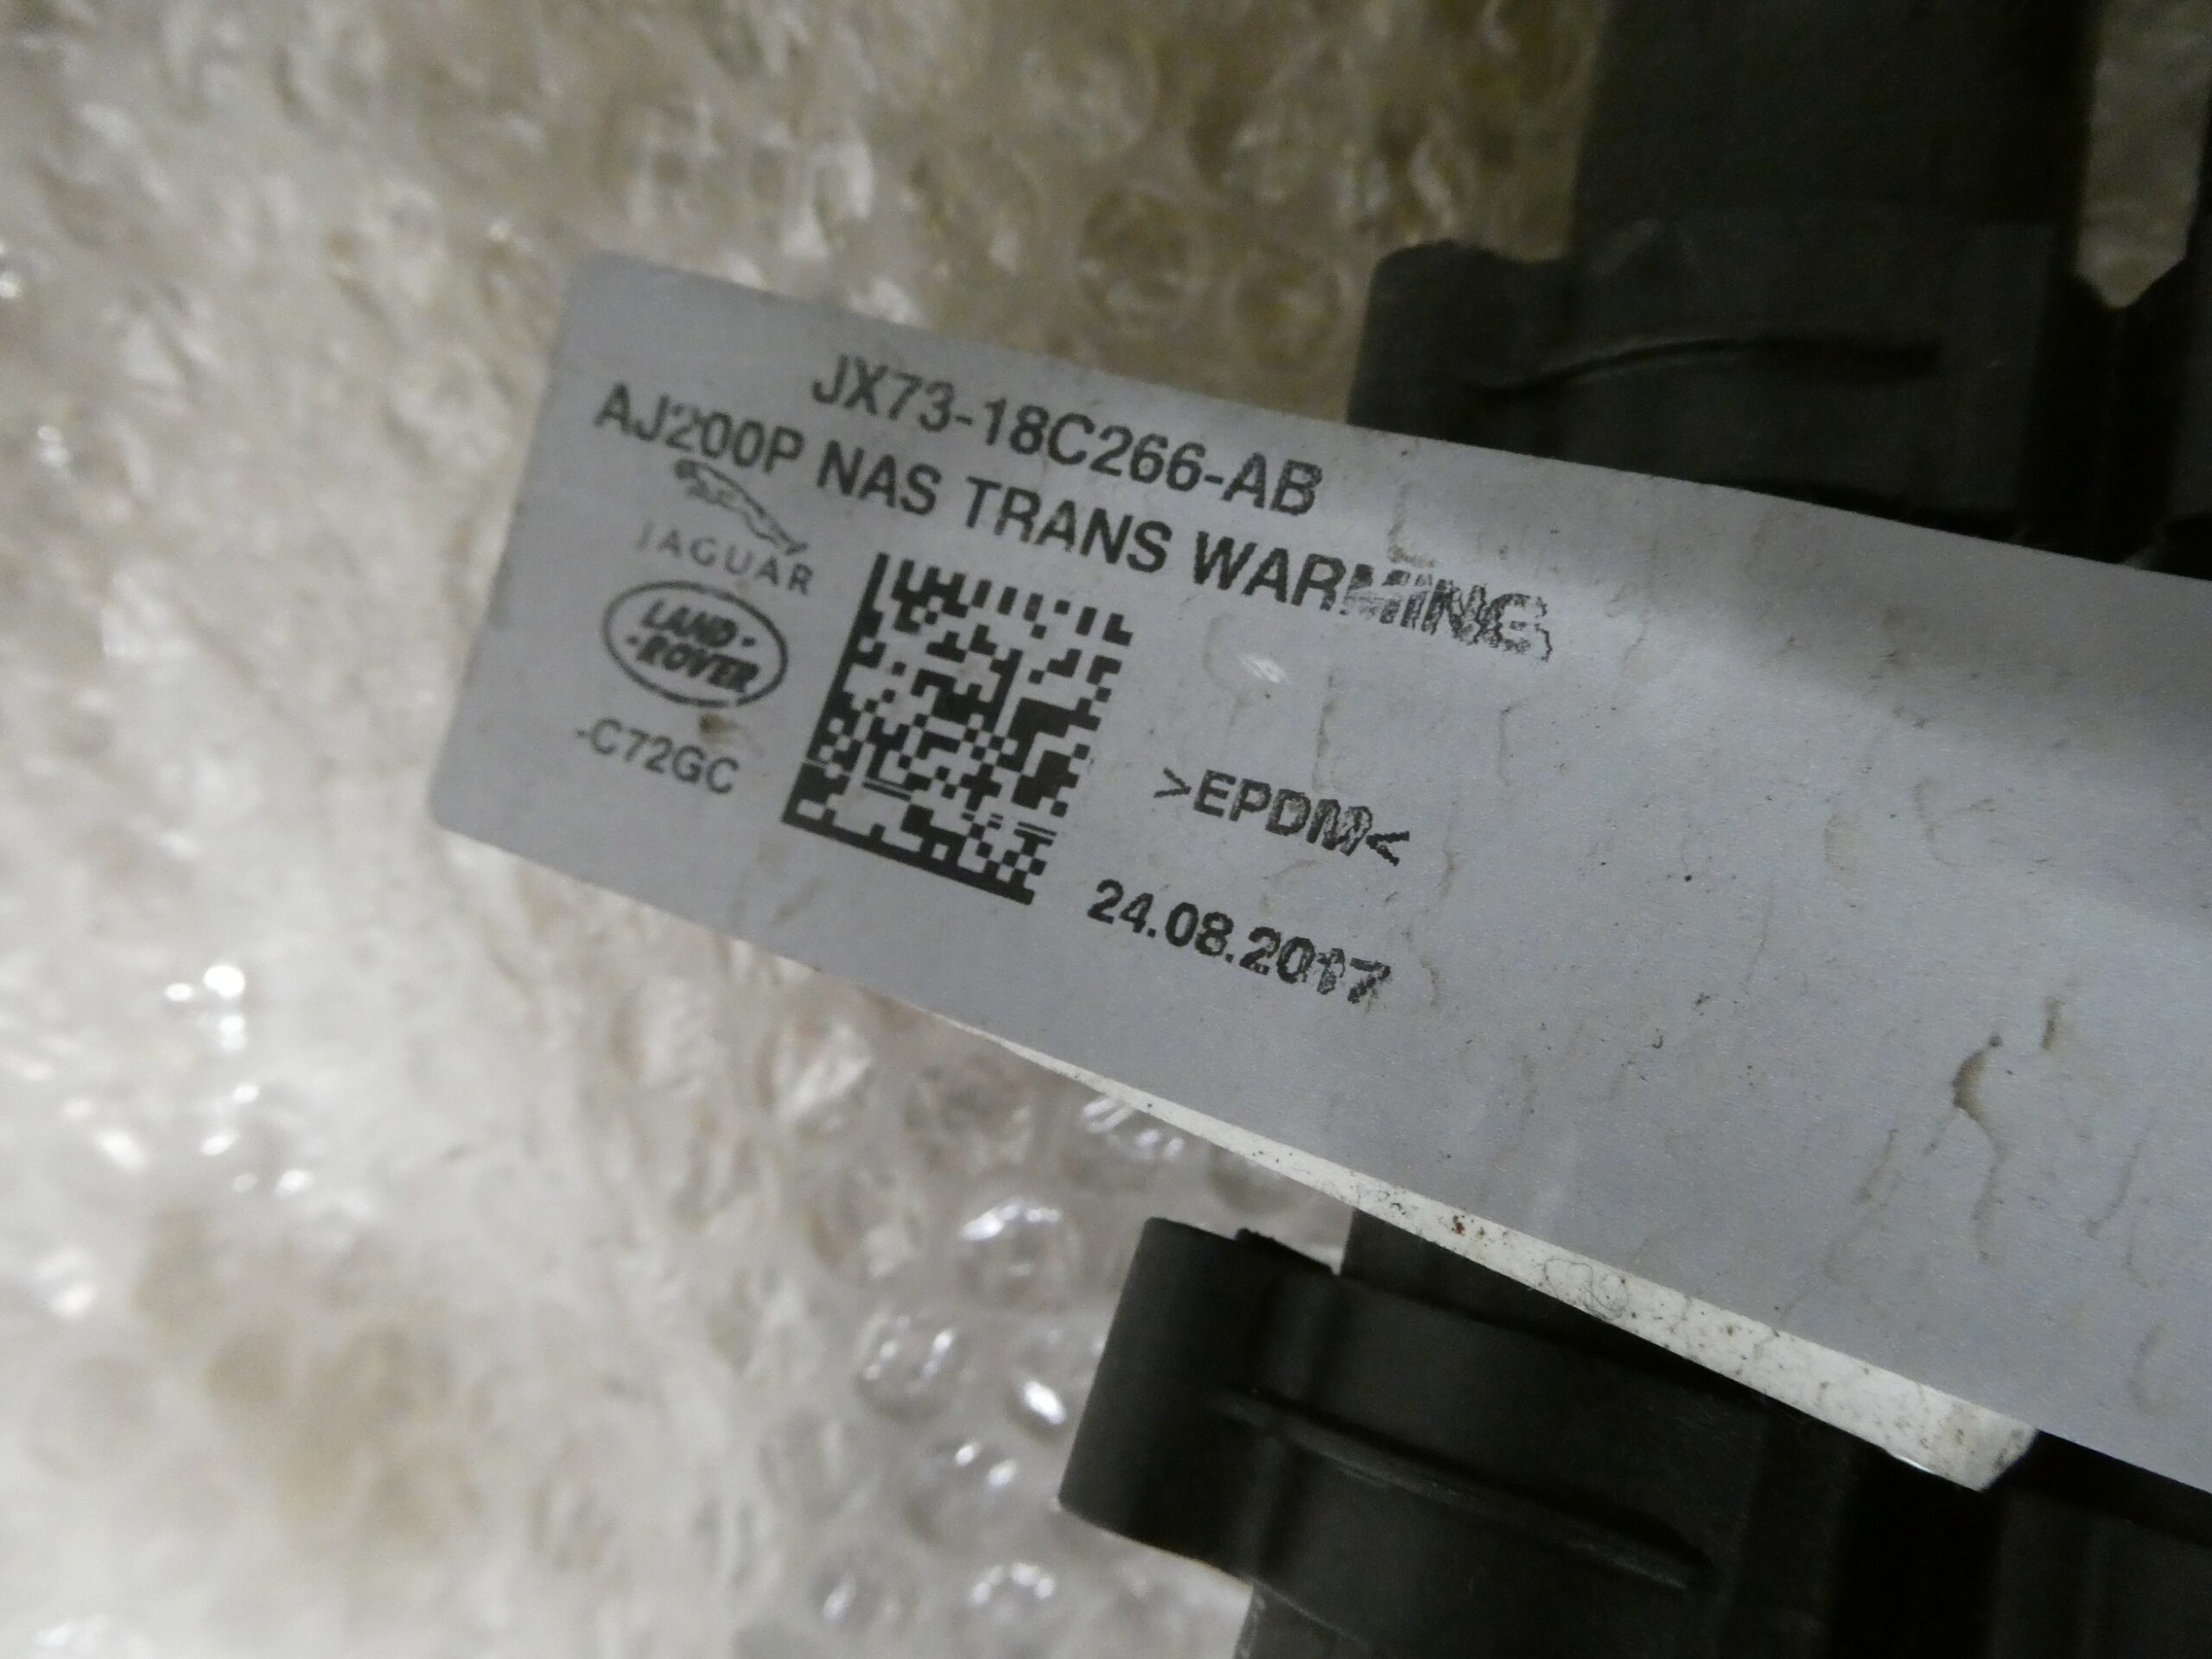 JX73-18C266-AB
AJ200P NAS TRANS WARMING
JAGUAR
LAND-
-ROVER
-C72GC
>EPDM<
24.08.2017